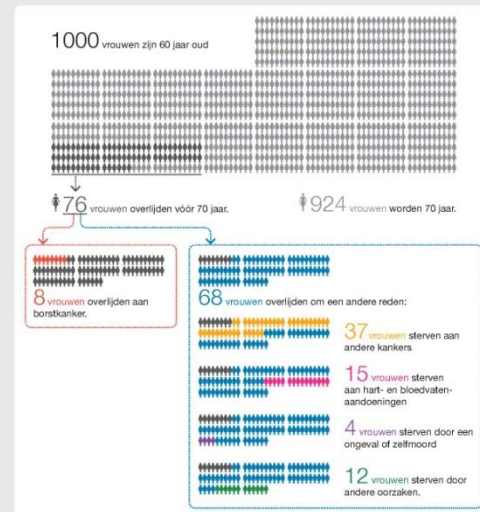 1000 vrouwen zijn 60 jaar oud
76 vrouwen overlijden vóór 70 jaar.
924 vrouwen worden 70 jaar.
8 vrouwen overlijden aan
borstkanker.
68 vrouwen overlijden om een andere reden:
37 vrouwen sterven aan
andere kankers
15 vrouwen sterven
aan hart- en bloedvaten-
aandoeningen
4 vrouwen sterven door een
ongeval of zelfmoord
12 vrouwen sterven door
andere oorzaken.